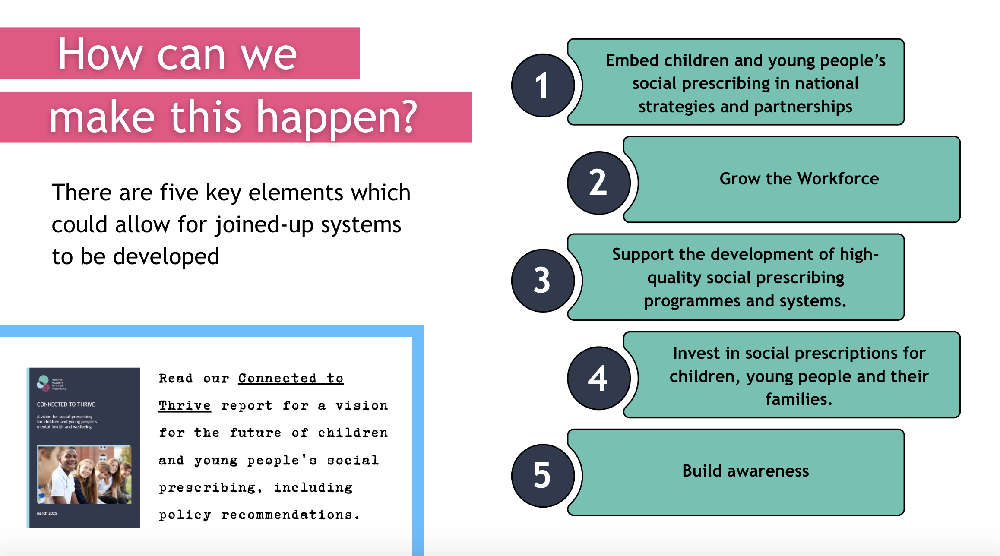 How can we
make this happen?
There are five key elements which
could allow for joined-up systems
to be developed
National
Academy
for Social
Prescribing
CONNECTED TO THRIVE
A vision for social prescribing
for children and young people's
mental health and wellbeing
March 2025
Read our Connected to
Thrive report for a vision
for the future of children
and young people's social
prescribing, including
policy recommendations.
1
Embed children and young people’s
social prescribing in national
strategies and partnerships
2
Grow the Workforce
3
Support the development of high-
quality social prescribing
programmes and systems.
4
Invest in social prescriptions for
children, young people and their
families.
5
Build awareness